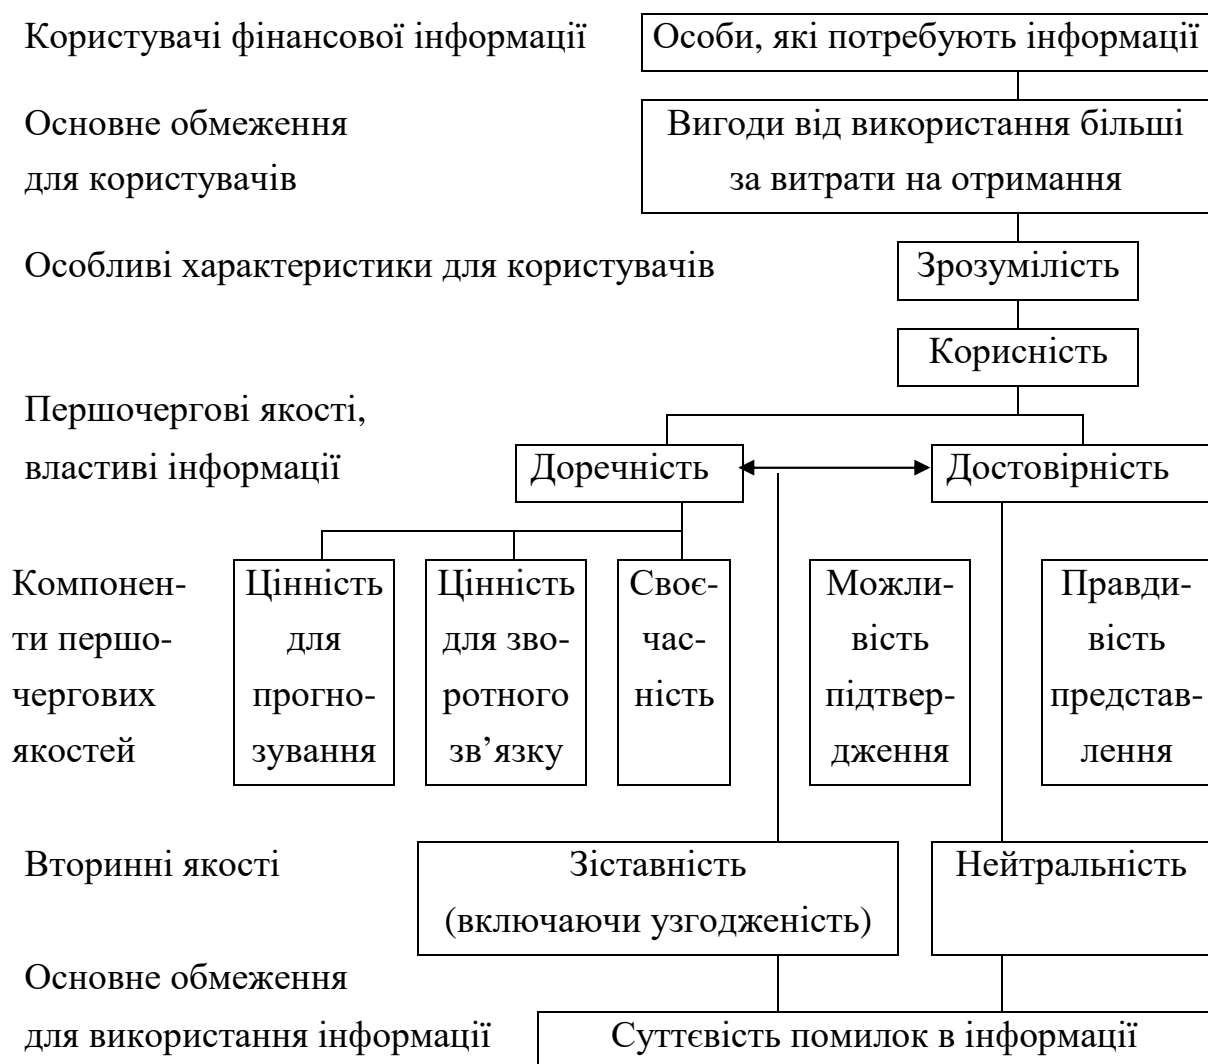 Користувачі фінансової інформації
Особи, які потребують інформації
Основне обмеження
для користувачів
Вигоди від використання більші
за витрати на отримання
Особливі характеристики для користувачів
Зрозумілість
Корисність
Першочергові якості,
властиві інформації
Доречність
Достовірність
Компонен-
ти першо-
чергових
якостей
Цінність
для
прогно-
зування
Цінність
для зво-
ротного
зв’язку
Своє-
час-
ність
Можли-
вість
підтвер-
дження
Правди-
вість
представ-
лення
Вторинні якості
Зіставність
(включаючи узгодженість)
Нейтральність
Основне обмеження
для використання інформації
Суттєвість помилок в інформації